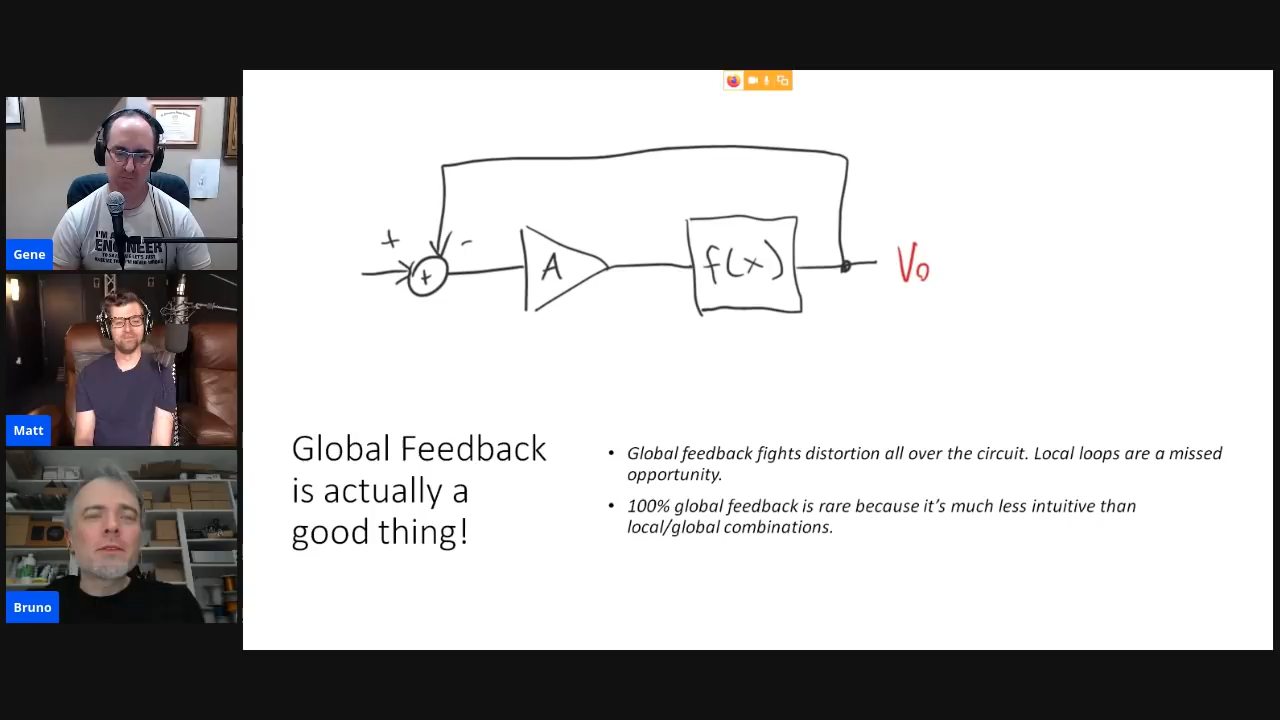 Gene
I'M A
ENGINEER
Matt
Bruno
+
-
+
A
f(x)
Vo
Global Feedback
is actually a
good thing!
• Global feedback fights distortion all over the circuit. Local loops are a missed
opportunity.
• 100% global feedback is rare because it's much less intuitive than
local/global combinations.